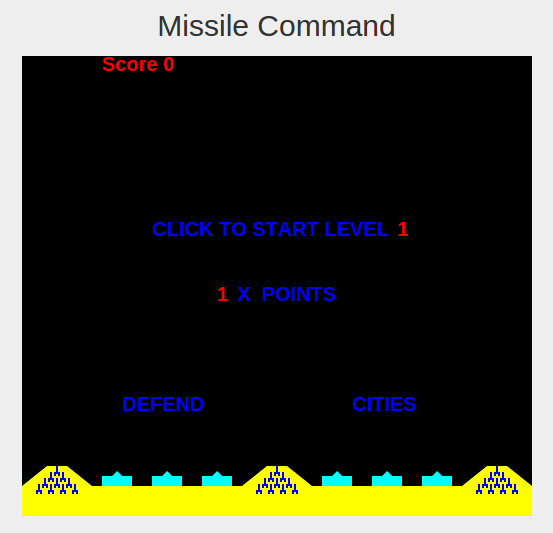 Missile Command
Score 0
CLICK TO START LEVEL 1
1 X POINTS
DEFEND CITIES